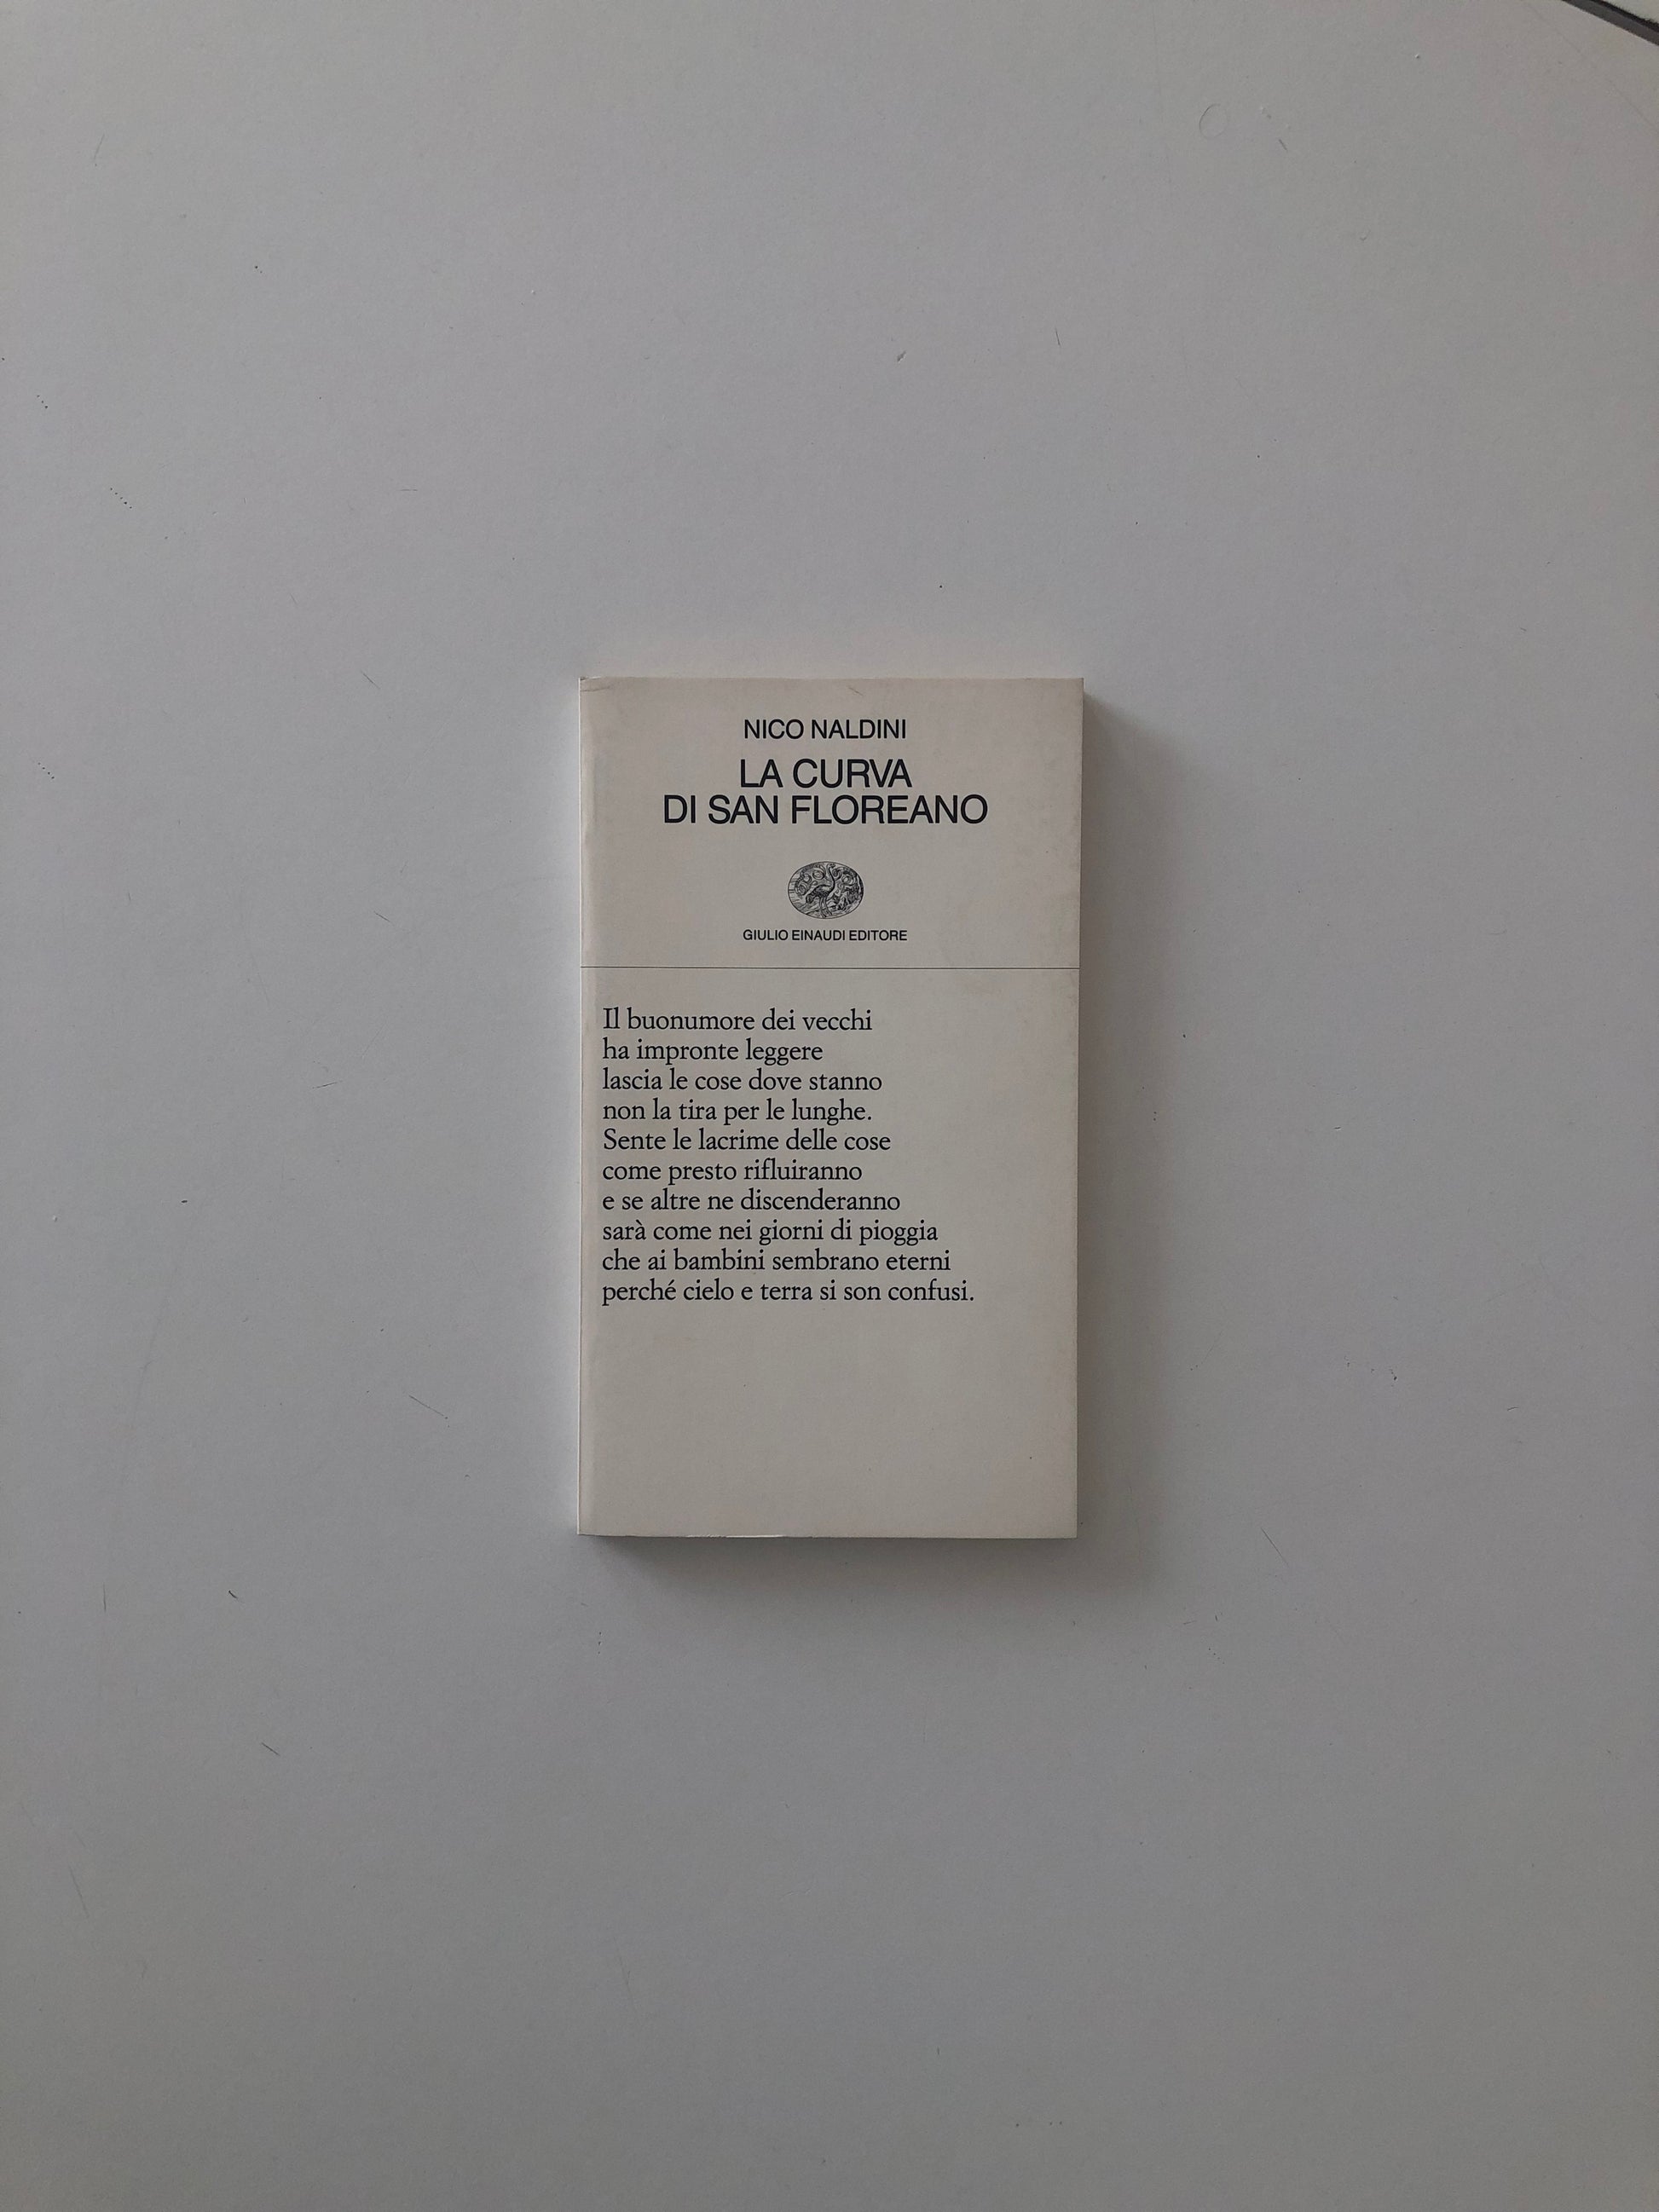 NICO NALDINI
LA CURVA
DI SAN FLOREANO
GIULIO EINAUDI EDITORE
Il buonumore dei vecchi
ha impronte leggere
lascia le cose dove stanno
non la tira per le lunghe.
Sente le lacrime delle cose
come presto rifluiranno
e se altre ne discenderanno
sarà come nei giorni di pioggia
che ai bambini sembrano eterni
perché cielo e terra si son confusi.